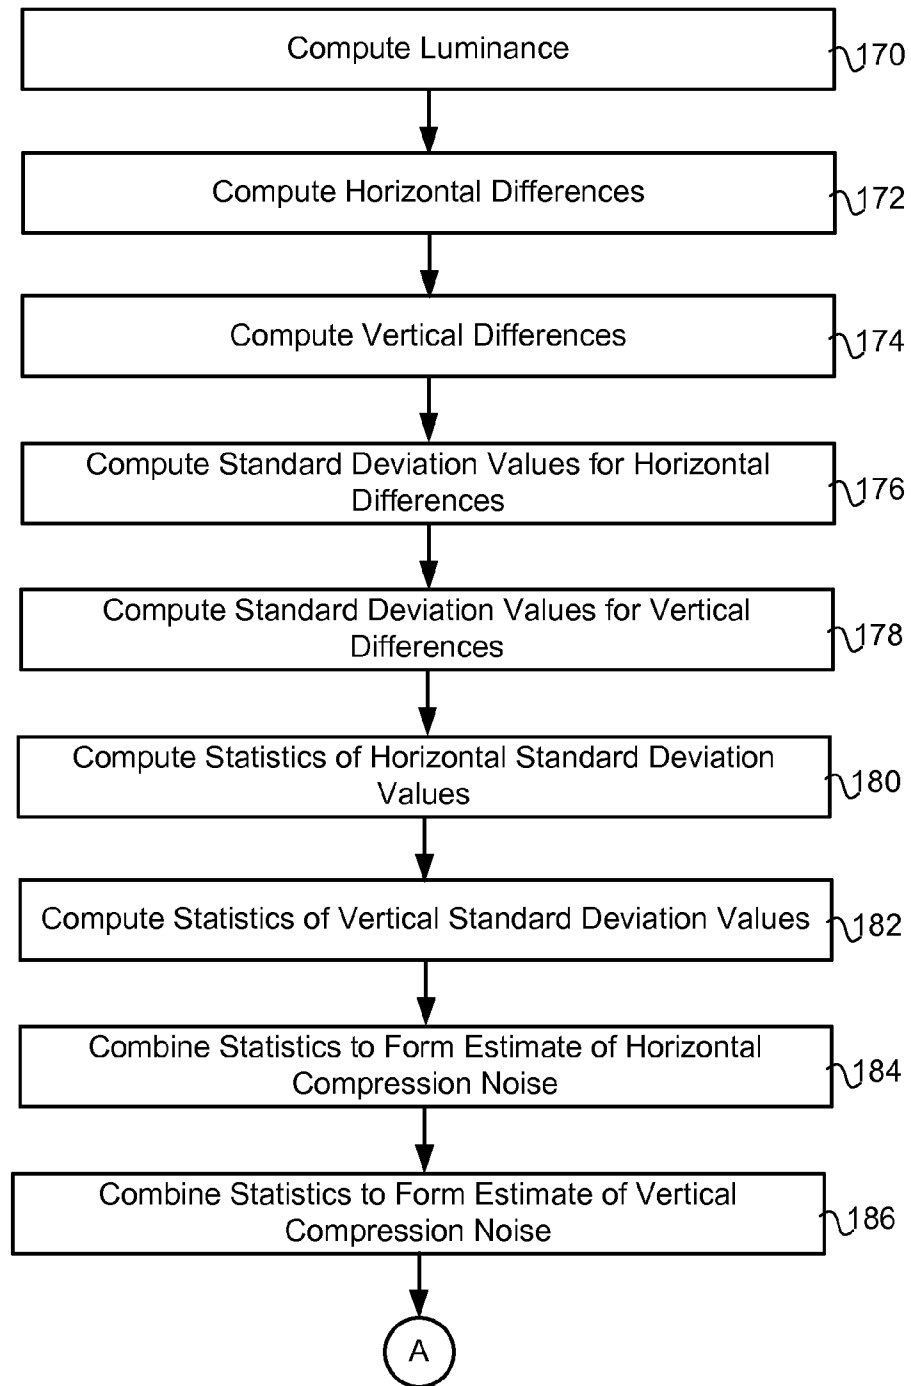 Compute Luminance
170
Compute Horizontal Differences
172
Compute Vertical Differences
174
Compute Standard Deviation Values for Horizontal
Differences
176
Compute Standard Deviation Values for Vertical
Differences
178
Compute Statistics of Horizontal Standard Deviation
Values
180
Compute Statistics of Vertical Standard Deviation Values
182
Combine Statistics to Form Estimate of Horizontal
Compression Noise
184
Combine Statistics to Form Estimate of Vertical
Compression Noise
186
A